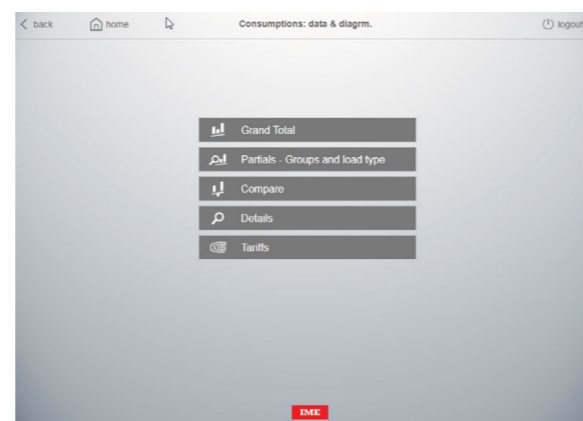 back home Consumptions: data & diagrm. logout
Grand Total
Partials - Groups and load type
Compare
Details
Tariffs
IME